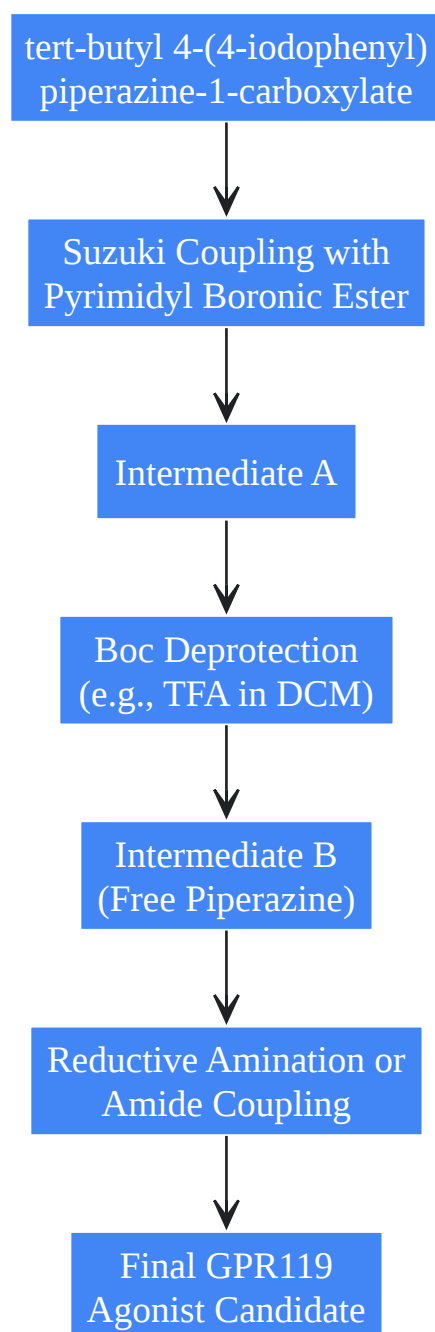 tert-butyl 4-(4-iodophenyl)
piperazine-1-carboxylate
Suzuki Coupling with
Pyrimidyl Boronic Ester
Intermediate A
Boc Deprotection
(e.g., TFA in DCM)
Intermediate B
(Free Piperazine)
Reductive Amination or
Amide Coupling
Final GPR119
Agonist Candidate